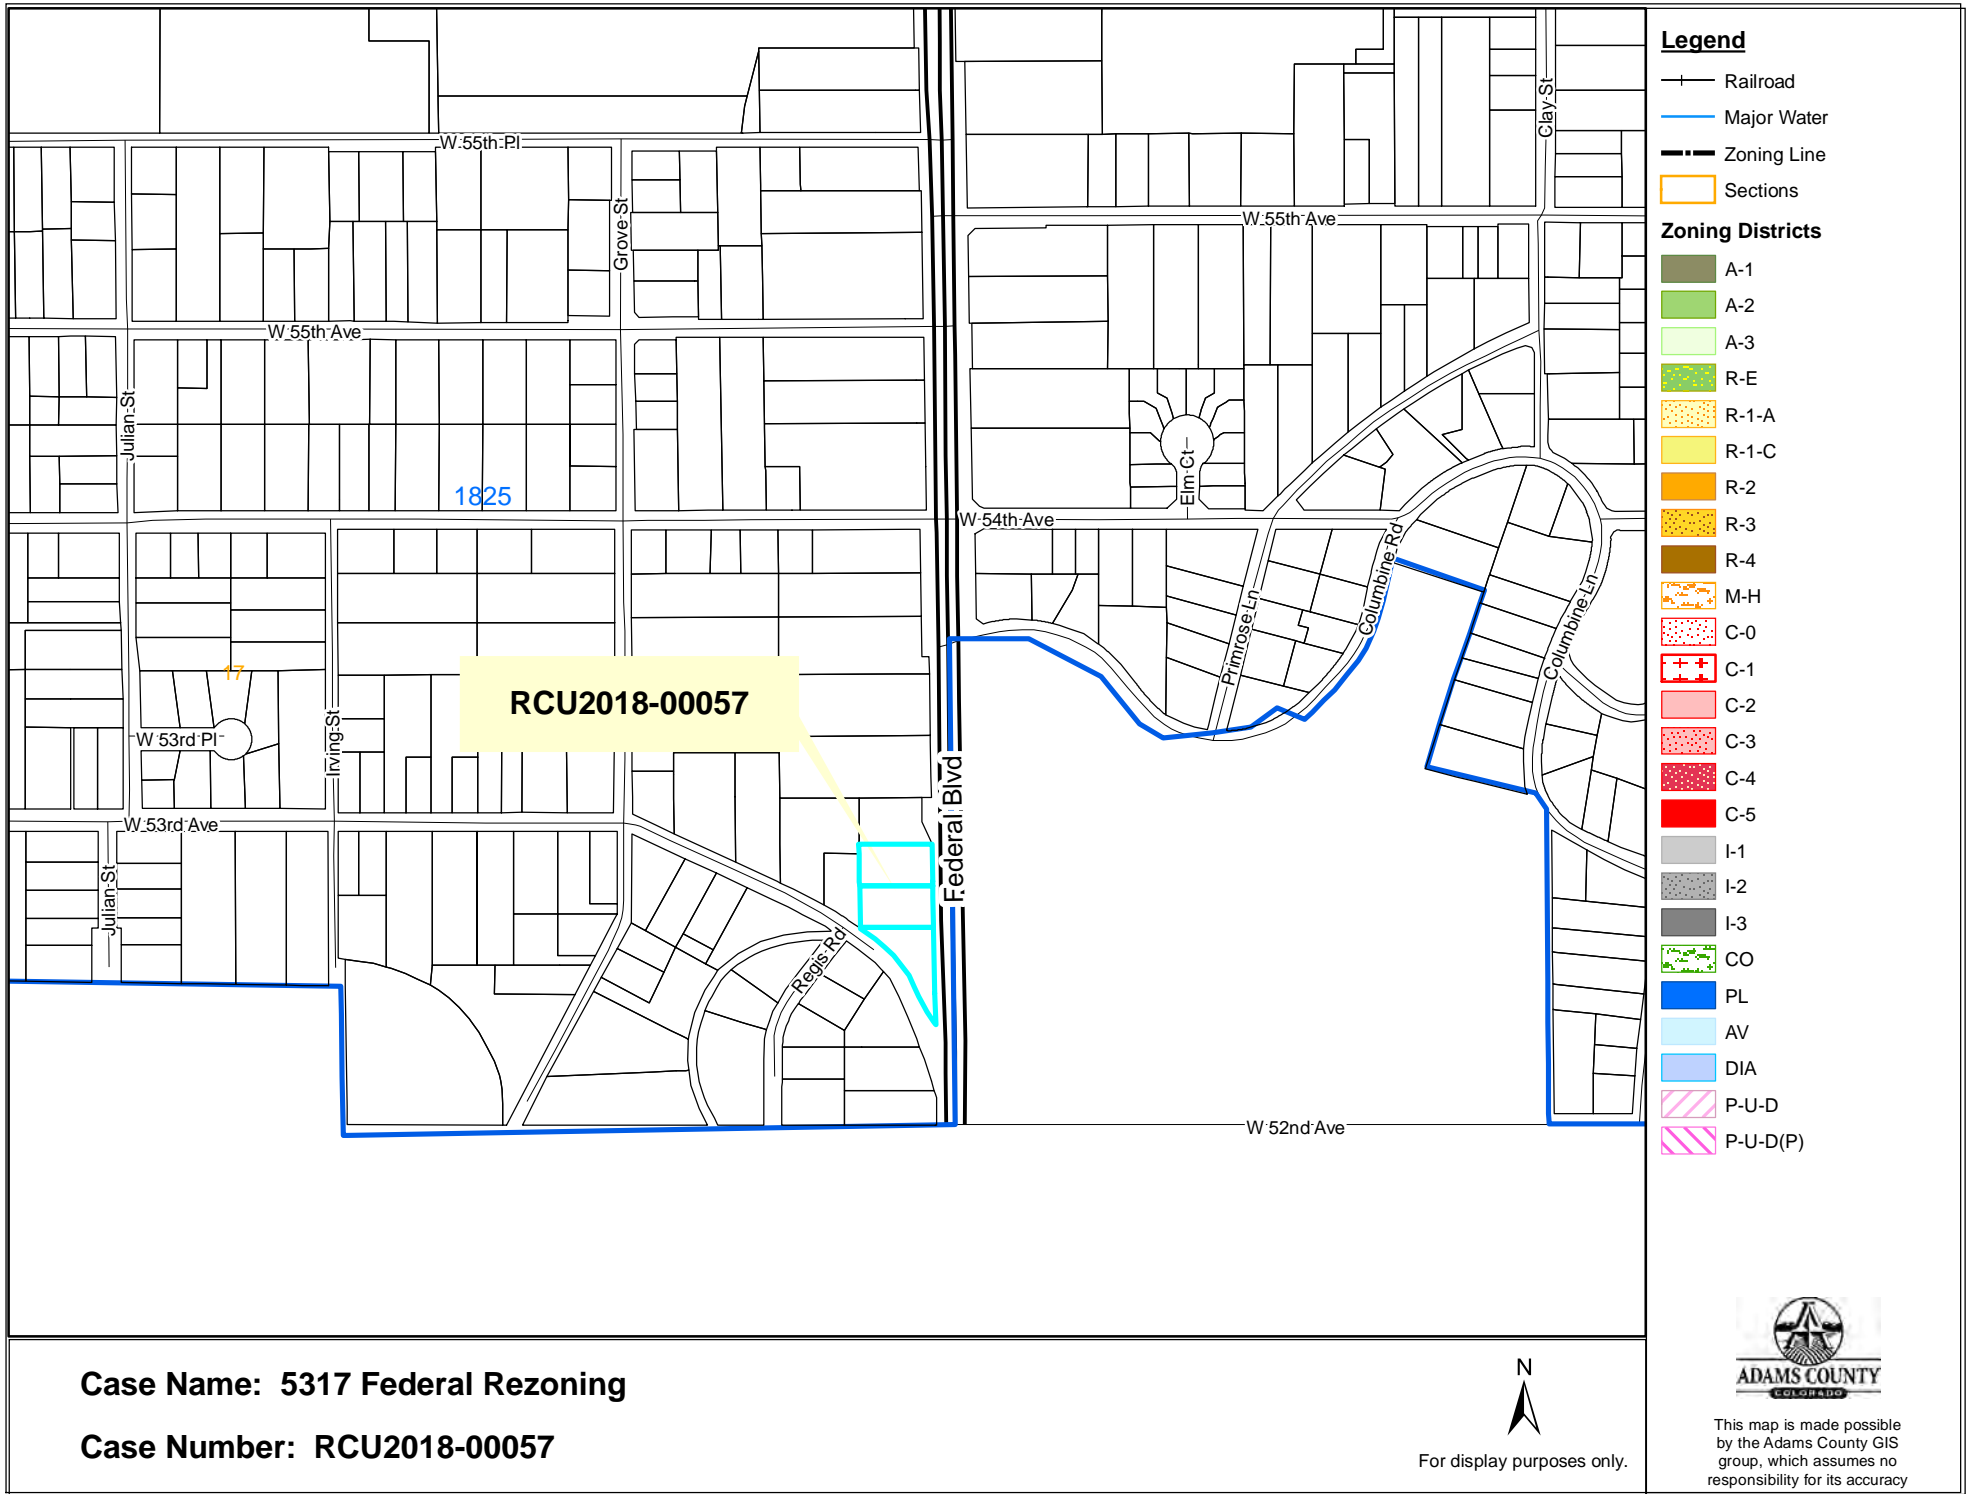 W 55th Pl
Clay St
Grove St
W 55th Ave
W 55th Ave
Julian St
1825
Elm Ct
W 54th Ave
Columbine Rd
Primrose Ln
Columbine Ln
17
RCU2018-00057
W 53rd Pl
Irving St
Federal Blvd
W 53rd Ave
Julian St
Regis Rd
W 52nd Ave
Legend
Railroad
Major Water
Zoning Line
Sections
Zoning Districts
A-1
A-2
A-3
R-E
R-1-A
R-1-C
R-2
R-3
R-4
M-H
C-0
C-1
C-2
C-3
C-4
C-5
I-1
I-2
I-3
CO
PL
AV
DIA
P-U-D
P-U-D(P)
Case Name: 5317 Federal Rezoning
Case Number: RCU2018-00057
N
For display purposes only.
ADAMS COUNTY
COLORADO
This map is made possible
by the Adams County GIS
group, which assumes no
responsibility for its accuracy